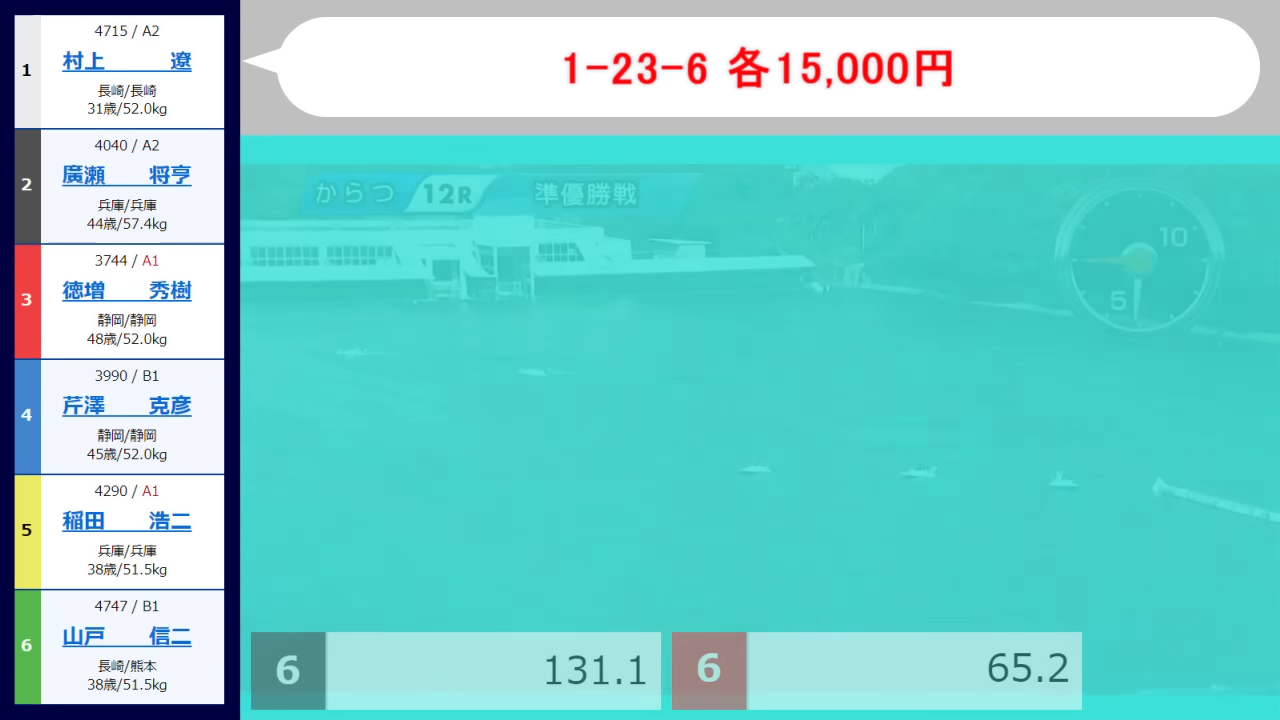 1
4715 / A2
村上 遼
長崎/長崎
31歳/52.0kg
2
4040 / A2
廣瀬 将亨
兵庫/兵庫
44歳/57.4kg
3
3744 / A1
徳増 秀樹
静岡/静岡
48歳/52.0kg
4
3990 / B1
芹澤 克彦
静岡/静岡
45歳/52.0kg
5
4290 / A1
稲田 浩二
兵庫/兵庫
38歳/51.5kg
6
4747 / B1
山戸 信二
長崎/熊本
38歳/51.5kg
1-23-6 各15,000円
からつ 12R 準優勝戦
10
5
6 131.1
6 65.2